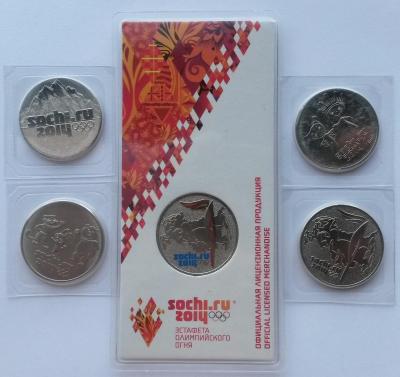 sochi.ru
2014
sochi.ru
2014
sochi.ru
2014
ЭСТАФЕТА
ОЛИМПИЙСКОГО
ОГНЯ
ОФИЦИАЛЬНАЯ ЛИЦЕНЗИОННАЯ ПРОДУКЦИЯ
OFFICIAL LICENSED MERCHANDISE